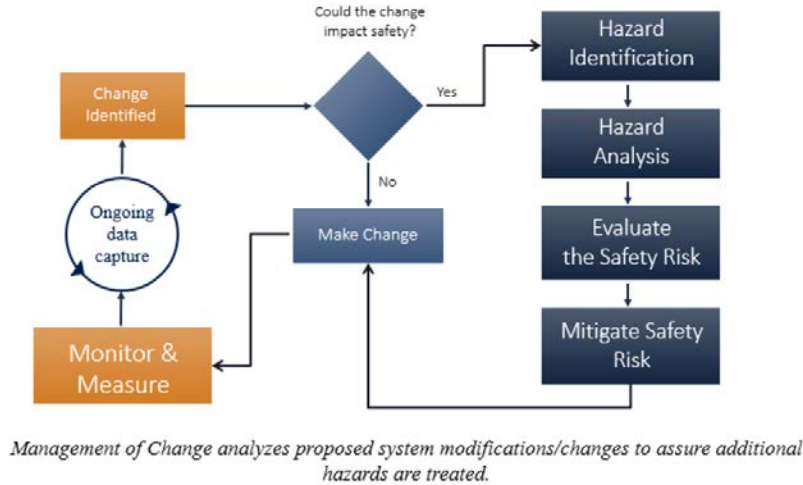 Could the change
impact safety?
Hazard
Identification
Change
Identified
Yes
Hazard
Analysis
No
Ongoing
data
capture
Make Change
Evaluate
the Safety Risk
Monitor &
Measure
Mitigate Safety
Risk
Management of Change analyzes proposed system modifications/changes to assure additional
hazards are treated.